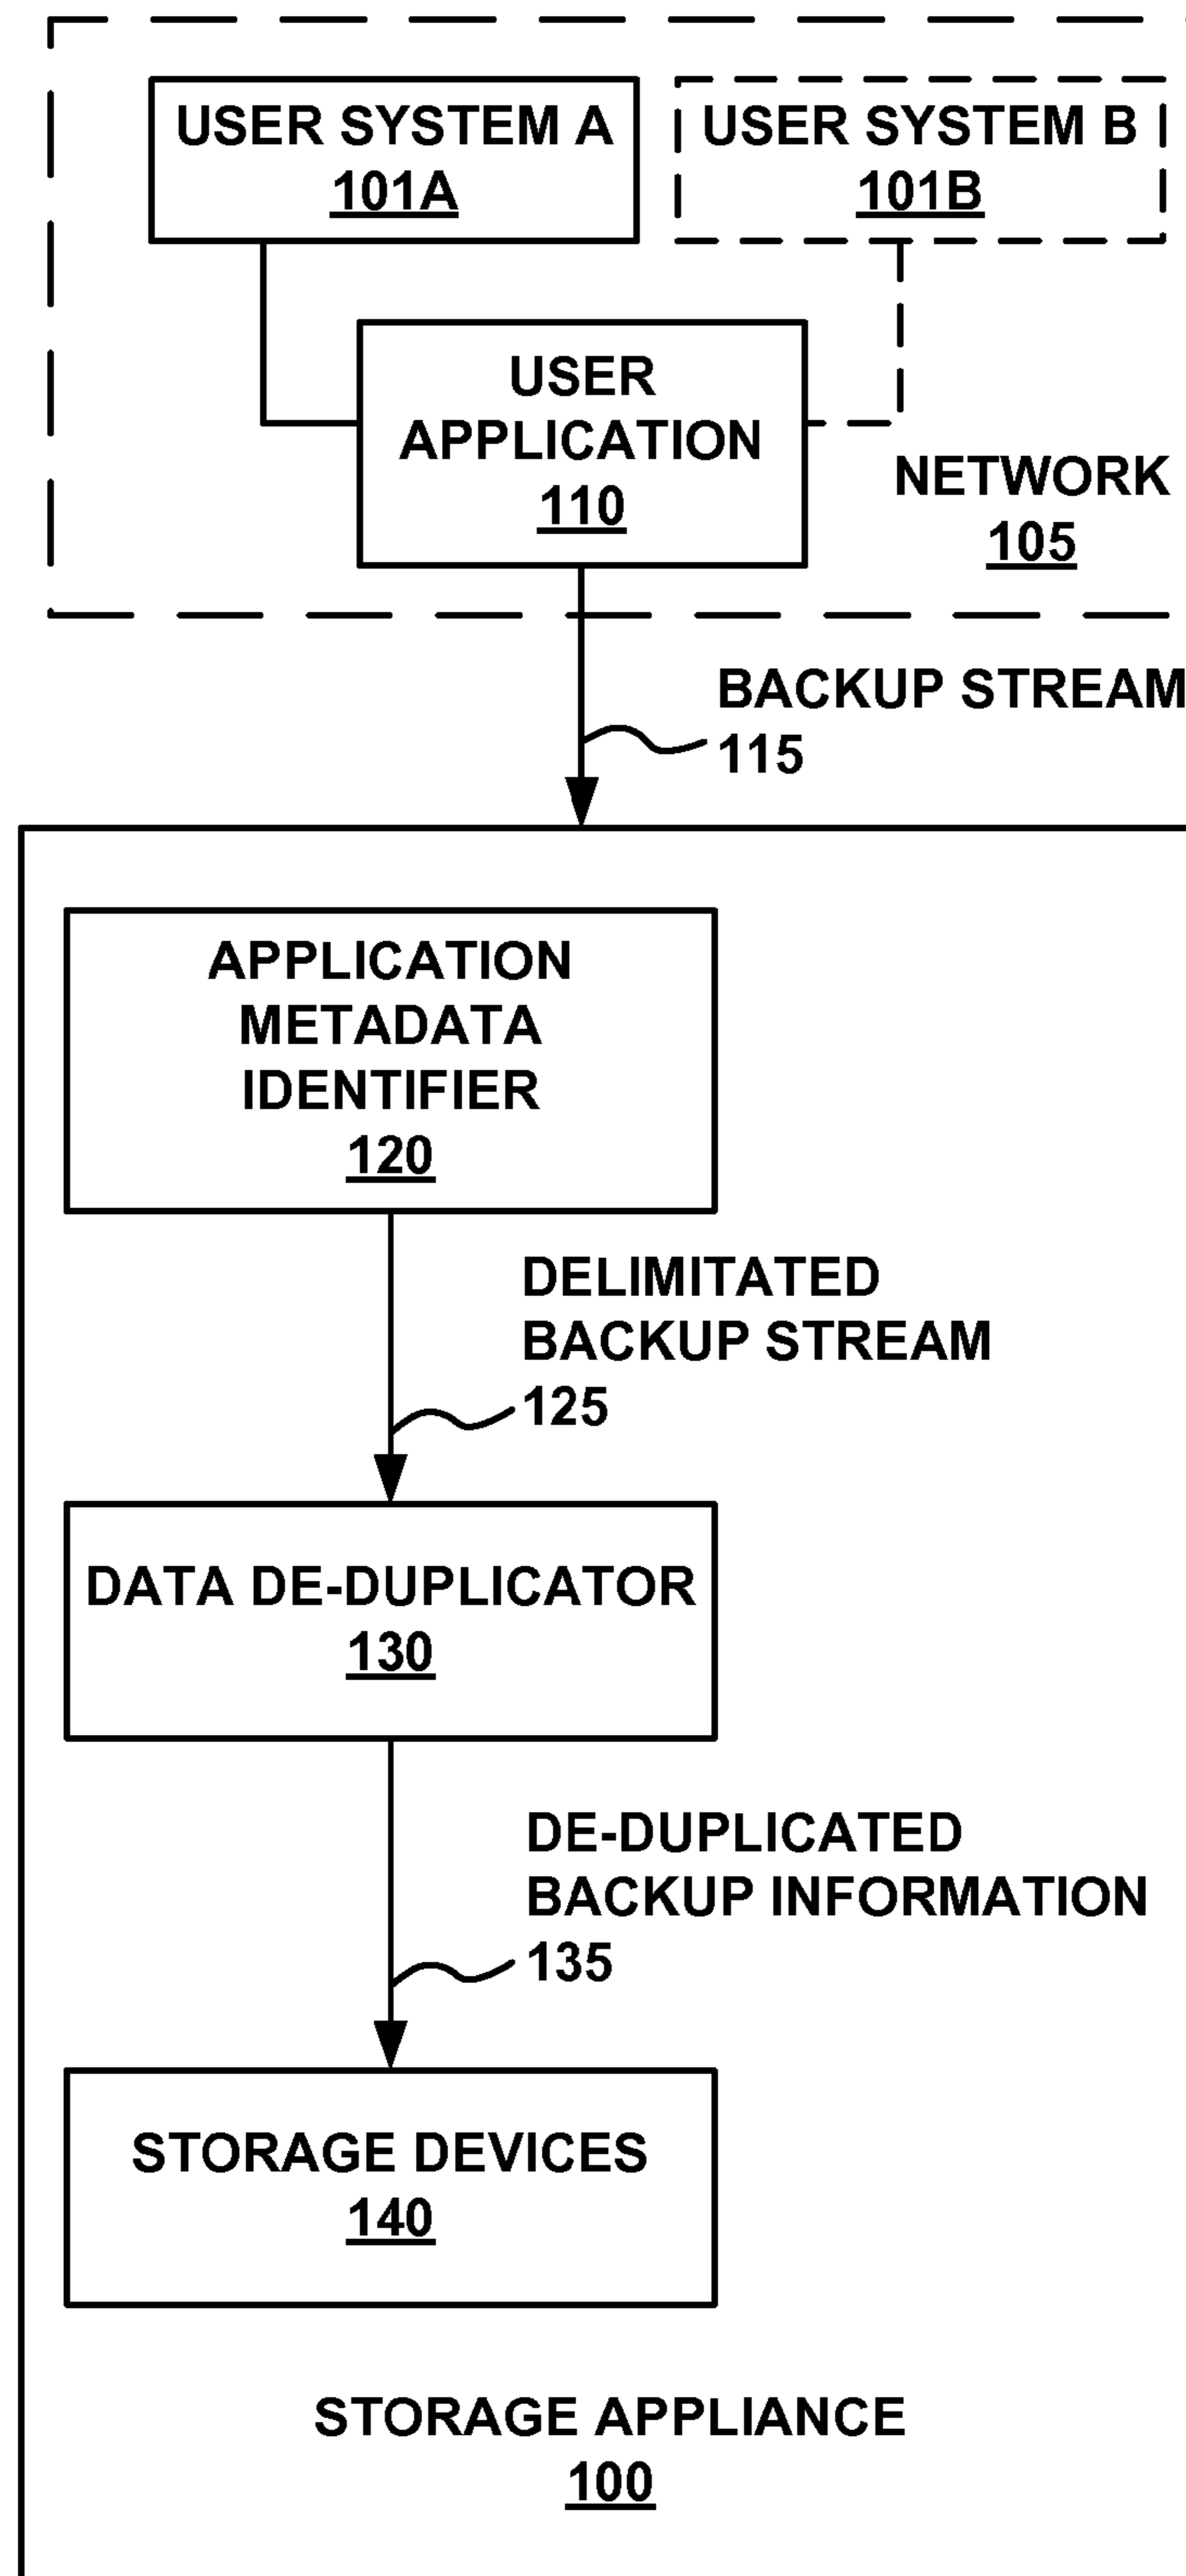 USER SYSTEM A
101A
USER SYSTEM B
101B
USER
APPLICATION
110
NETWORK
105
BACKUP STREAM
115
APPLICATION
METADATA
IDENTIFIER
120
DELIMITATED
BACKUP STREAM
125
DATA DE-DUPLICATOR
130
DE-DUPLICATED
BACKUP INFORMATION
135
STORAGE DEVICES
140
STORAGE APPLIANCE
100